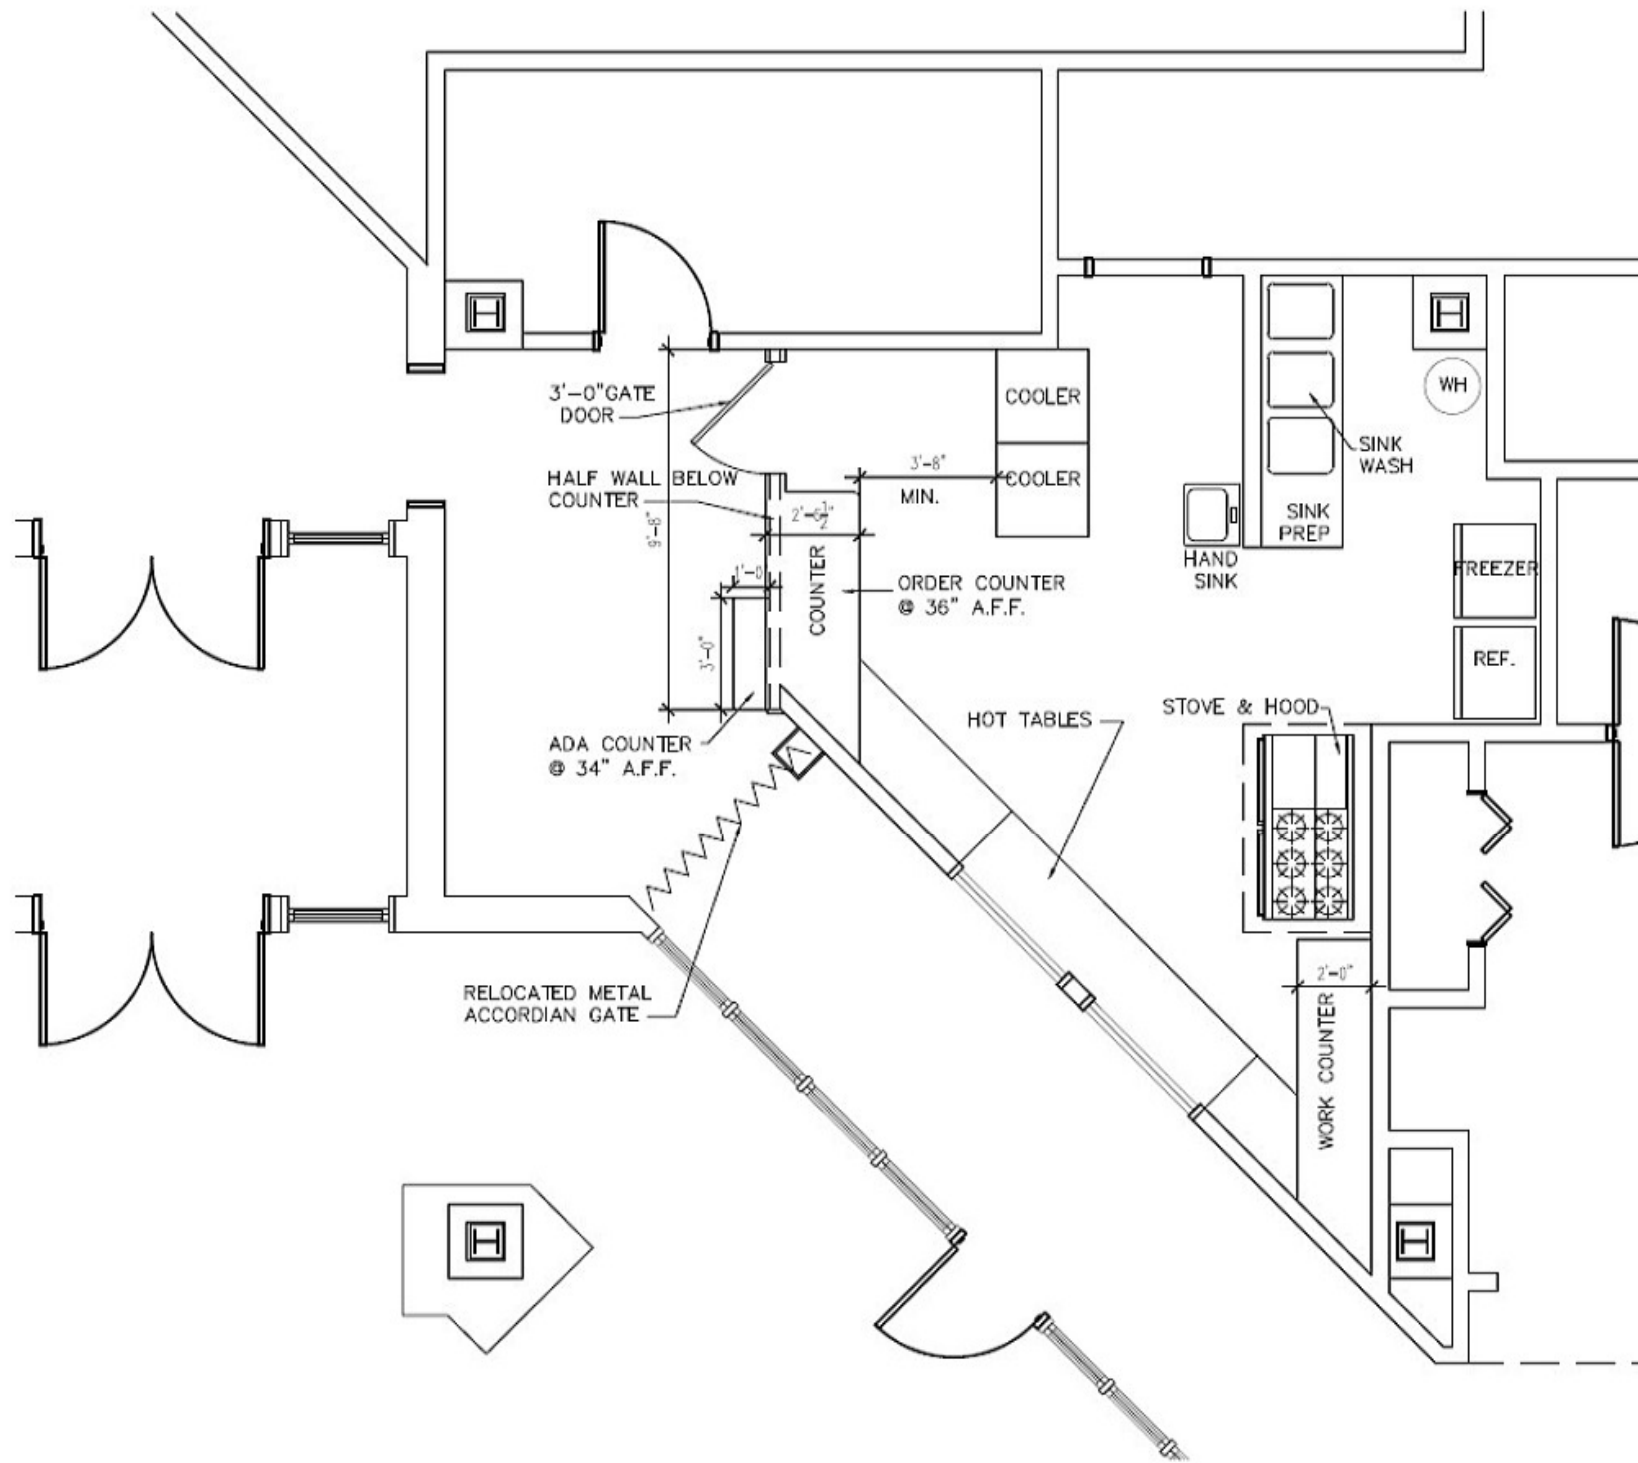 3'-0"GATE
DOOR
HALF WALL BELOW
COUNTER
9'-8"
2'-6½"
1'-0
3'-0"
COUNTER
ADA COUNTER
@ 34" A.F.F.
3'-8"
MIN.
COOLER
COOLER
ORDER COUNTER
@ 36" A.F.F.
H
H
WH
SINK
WASH
SINK
PREP
HAND
SINK
FREEZER
REF.
STOVE & HOOD
HOT TABLES
2'-0"
WORK COUNTER
RELOCATED METAL
ACCORDIAN GATE
H
H